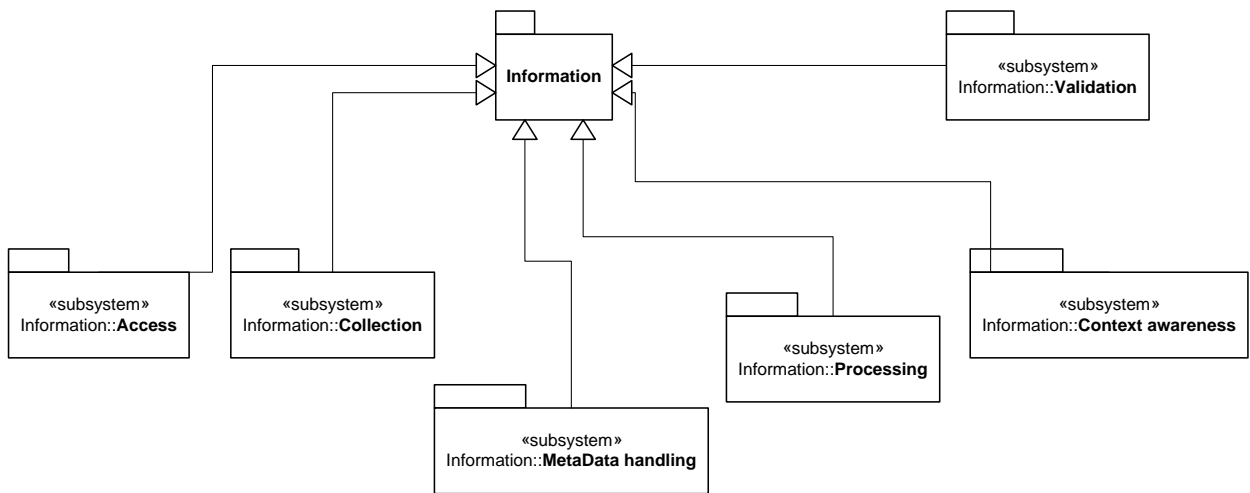 Information
«subsystem»
Information::Validation
«subsystem»
Information::Access
«subsystem»
Information::Collection
«subsystem»
Information::Context awareness
«subsystem»
Information::Processing
«subsystem»
Information::MetaData handling